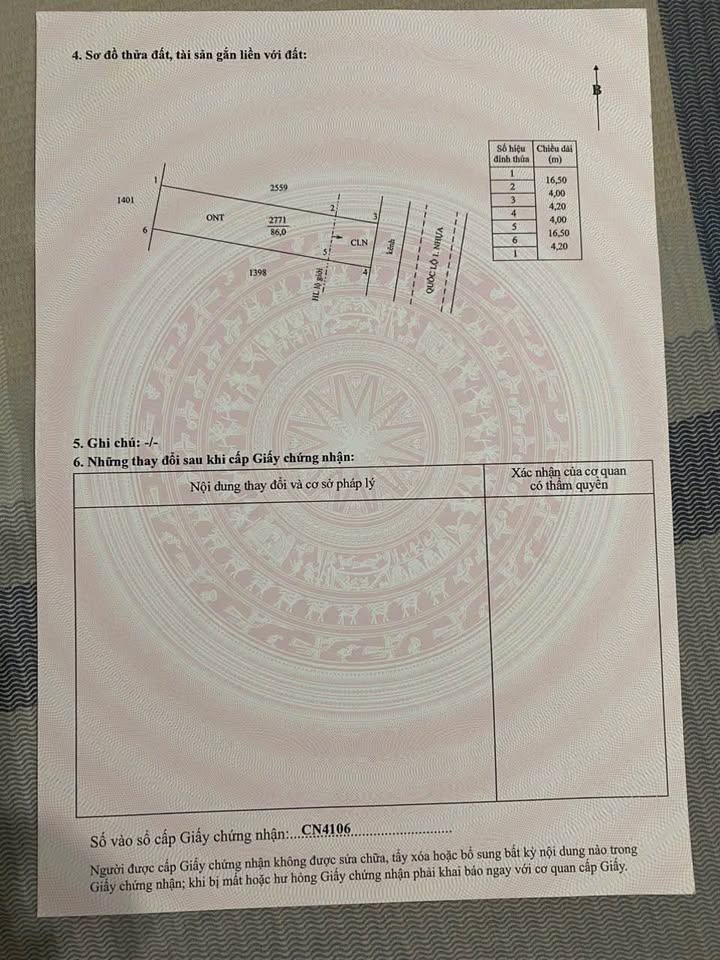 4. Sơ đồ thửa đất, tài sản gắn liền với đất:
B
Số hiệu đỉnh thửa Chiều dài (m)
1
16,50
2
4,00
3
4,20
4
4,00
5
16,50
6
4,20
1
1
2559
1401
2
3
ONT
2771
86,0
6
CLN
5
4
1398
HL lộ giới
kênh
QUỐC LỘ 1. NHỰA
5. Ghi chú: -/-
6. Những thay đổi sau khi cấp Giấy chứng nhận:
Nội dung thay đổi và cơ sở pháp lý
Xác nhận của cơ quan
có thẩm quyền
Số vào sổ cấp Giấy chứng nhận:...CN4106............................
Người được cấp Giấy chứng nhận không được sửa chữa, tẩy xóa hoặc bổ sung bất kỳ nội dung nào trong
Giấy chứng nhận; khi bị mất hoặc hư hỏng Giấy chứng nhận phải khai báo ngay với cơ quan cấp Giấy.